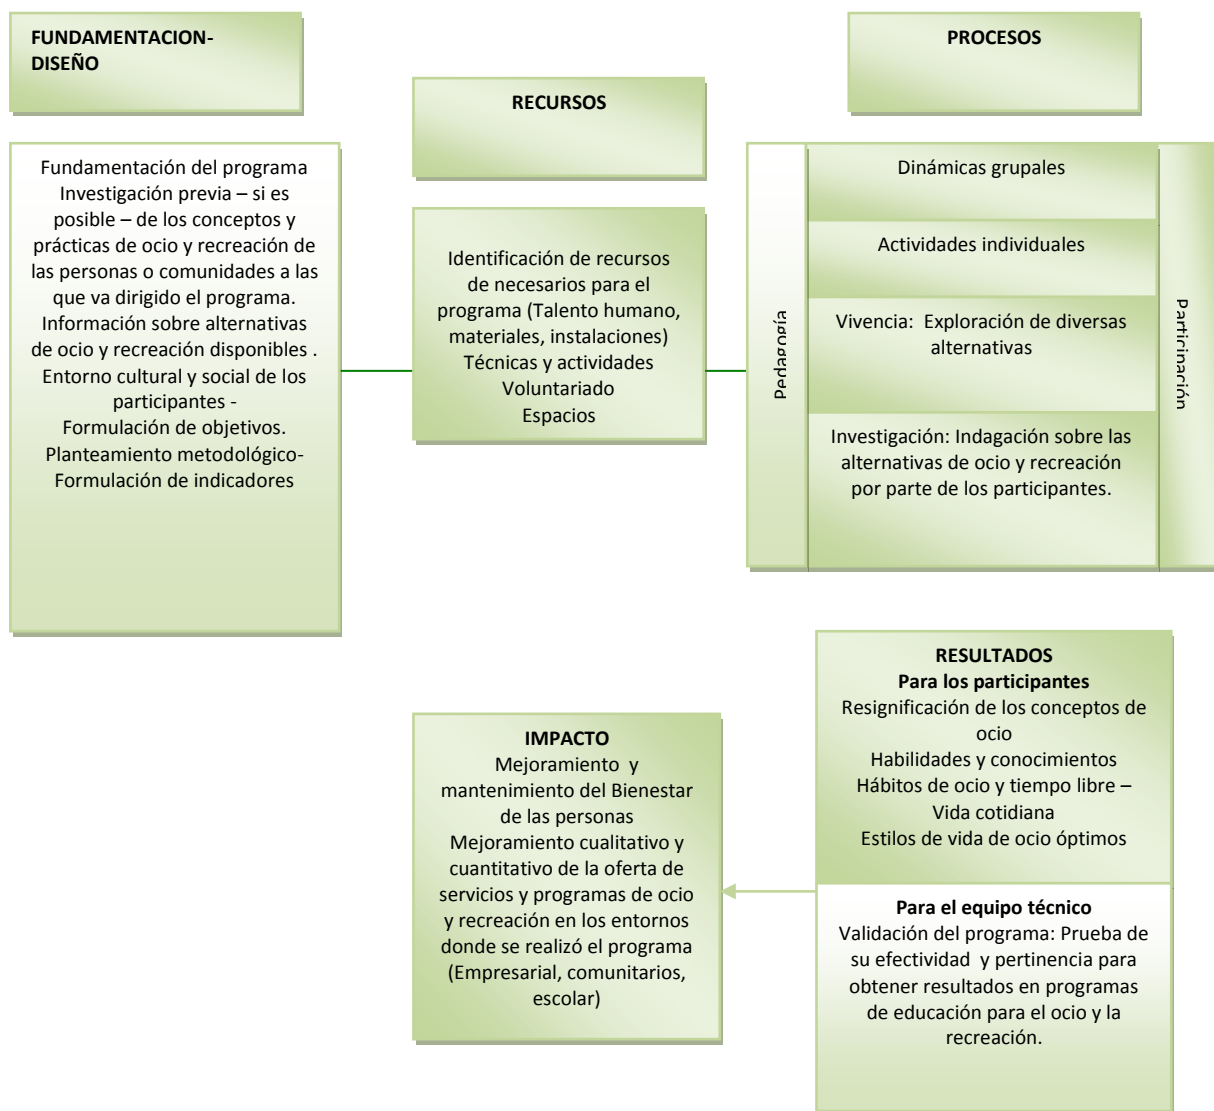 FUNDAMENTACION-
DISEÑO
Fundamentación del programa
Investigación previa – si es
posible – de los conceptos y
prácticas de ocio y recreación de
las personas o comunidades a las
que va dirigido el programa.
Información sobre alternativas
de ocio y recreación disponibles .
Entorno cultural y social de los
participantes -
Formulación de objetivos.
Planteamiento metodológico-
Formulación de indicadores
RECURSOS
Identificación de recursos
de necesarios para el
programa (Talento humano,
materiales, instalaciones)
Técnicas y actividades
Voluntariado
Espacios
PROCESOS
Pedagogía
Dinámicas grupales
Actividades individuales
Vivencia:  Exploración de diversas
alternativas
Investigación: Indagación sobre las
alternativas de ocio y recreación
por parte de los participantes.
Participación
RESULTADOS
Para los participantes
Resignificación de los conceptos de
ocio
Habilidades y conocimientos
Hábitos de ocio y tiempo libre –
Vida cotidiana
Estilos de vida de ocio óptimos
Para el equipo técnico
Validación del programa: Prueba de
su efectividad  y pertinencia para
obtener resultados en programas
de educación para el ocio y la
recreación.
IMPACTO
Mejoramiento  y
mantenimiento del Bienestar
de las personas
Mejoramiento cualitativo y
cuantitativo de la oferta de
servicios y programas de ocio
y recreación en los entornos
donde se realizó el programa
(Empresarial, comunitarios,
escolar)